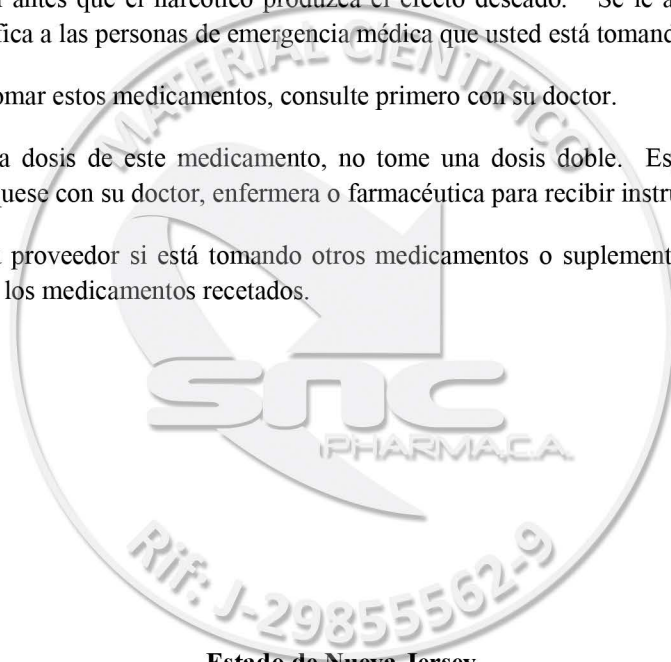 antes que el narcótico produzca el efecto deseado. Se le
fica a las personas de emergencia médica que usted está tomand
omar estos medicamentos, consulte primero con su doctor.
a dosis de este medicamento, no tome una dosis doble. Es
quese con su doctor, enfermera o farmacéutica para recibir instru
proveedor si está tomando otros medicamentos o suplement
los medicamentos recetados.
MATERIAL CIENTIFICO
snc
PHARMA,C.A.
Rif: J-29855562-9
Estado de Nueva Jersey